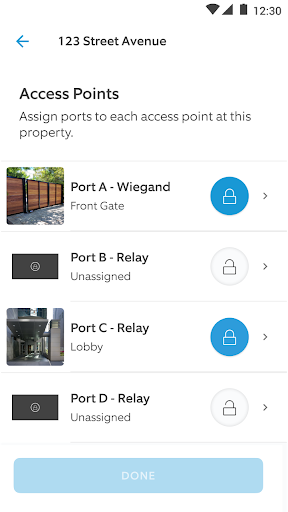 12:30
123 Street Avenue
Access Points
Assign ports to each access point at this
property.
Port A - Wiegand
Front Gate
Port B - Relay
Unassigned
Port C - Relay
Lobby
Port D - Relay
Unassigned
DONE